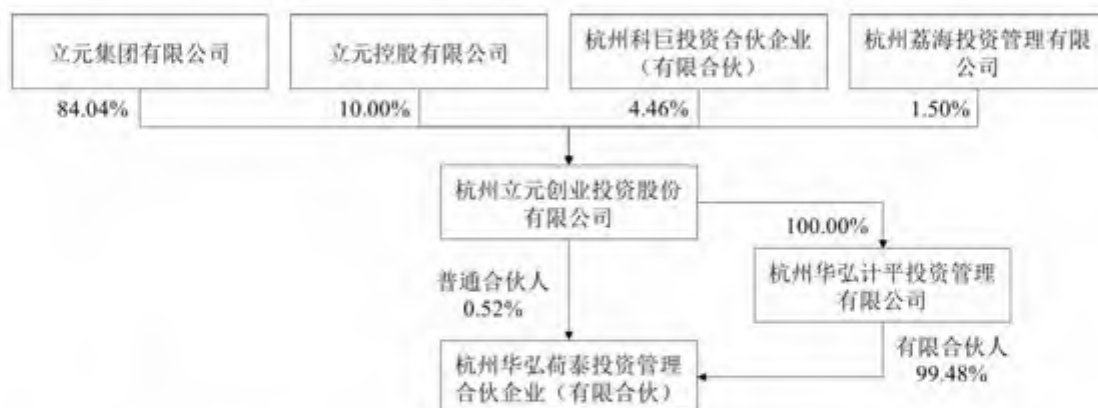 立元集团有限公司
立元控股有限公司
杭州科巨投资合伙企业
（有限合伙）
杭州荔海投资管理有限
公司
84.04%
10.00%
4.46%
1.50%
杭州立元创业投资股份
有限公司
100.00%
普通合伙人
0.52%
杭州华弘计平投资管理
有限公司
有限合伙人
99.48%
杭州华弘荷泰投资管理
合伙企业（有限合伙）